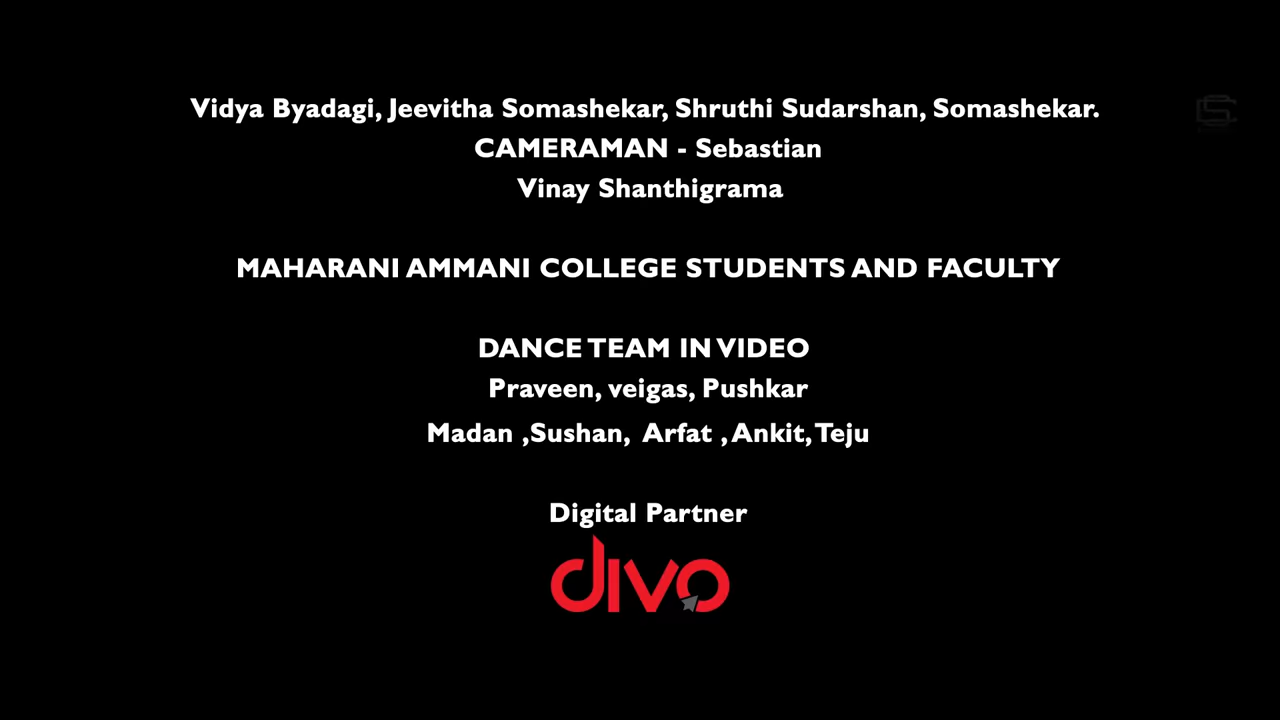 Vidya Byadagi, Jeevitha Somashekar, Shruthi Sudarshan, Somashekar.
CAMERAMAN - Sebastian
Vinay Shanthigrama
MAHARANI AMMANI COLLEGE STUDENTS AND FACULTY
DANCE TEAM IN VIDEO
Praveen, veigas, Pushkar
Madan ,Sushan, Arfat , Ankit, Teju
Digital Partner
divo